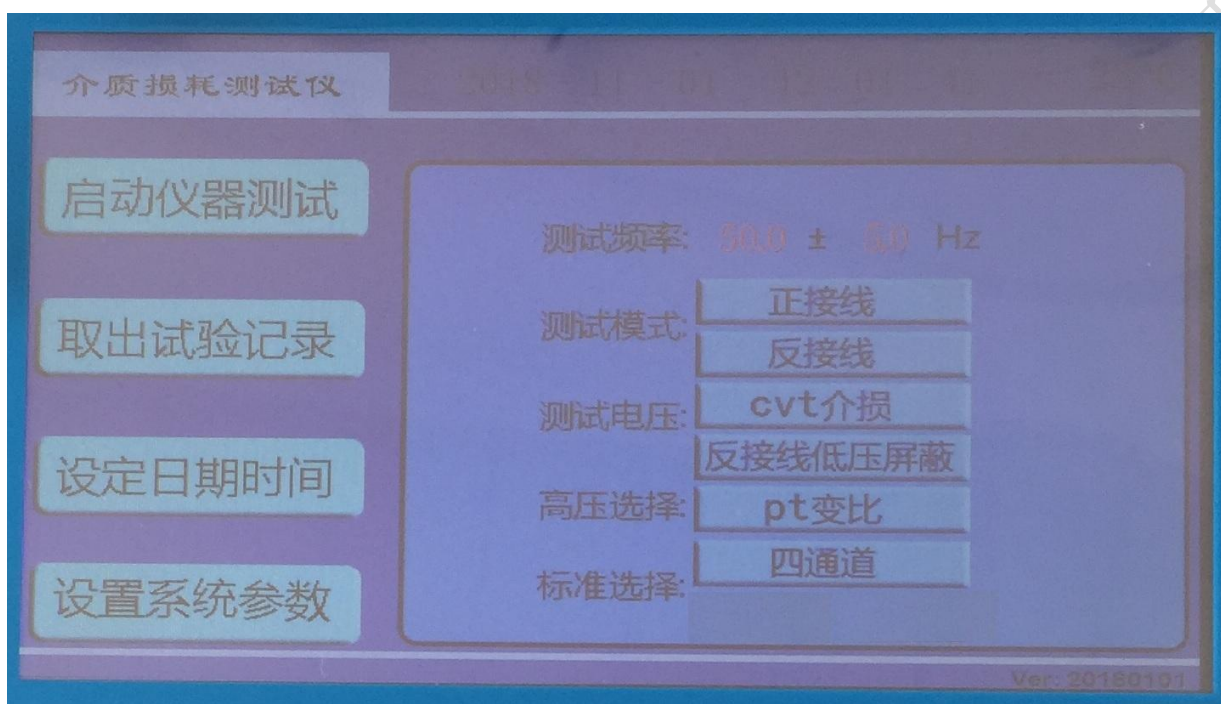 介质损耗测试仪
启动仪器测试
取出试验记录
设定日期时间
设置系统参数
测试频率: 50.0 ± 5.0 Hz
测试模式:
正接线
反接线
测试电压:
cvt介损
反接线低压屏蔽
高压选择:
pt变比
四通道
标准选择:
Ver: 20180101